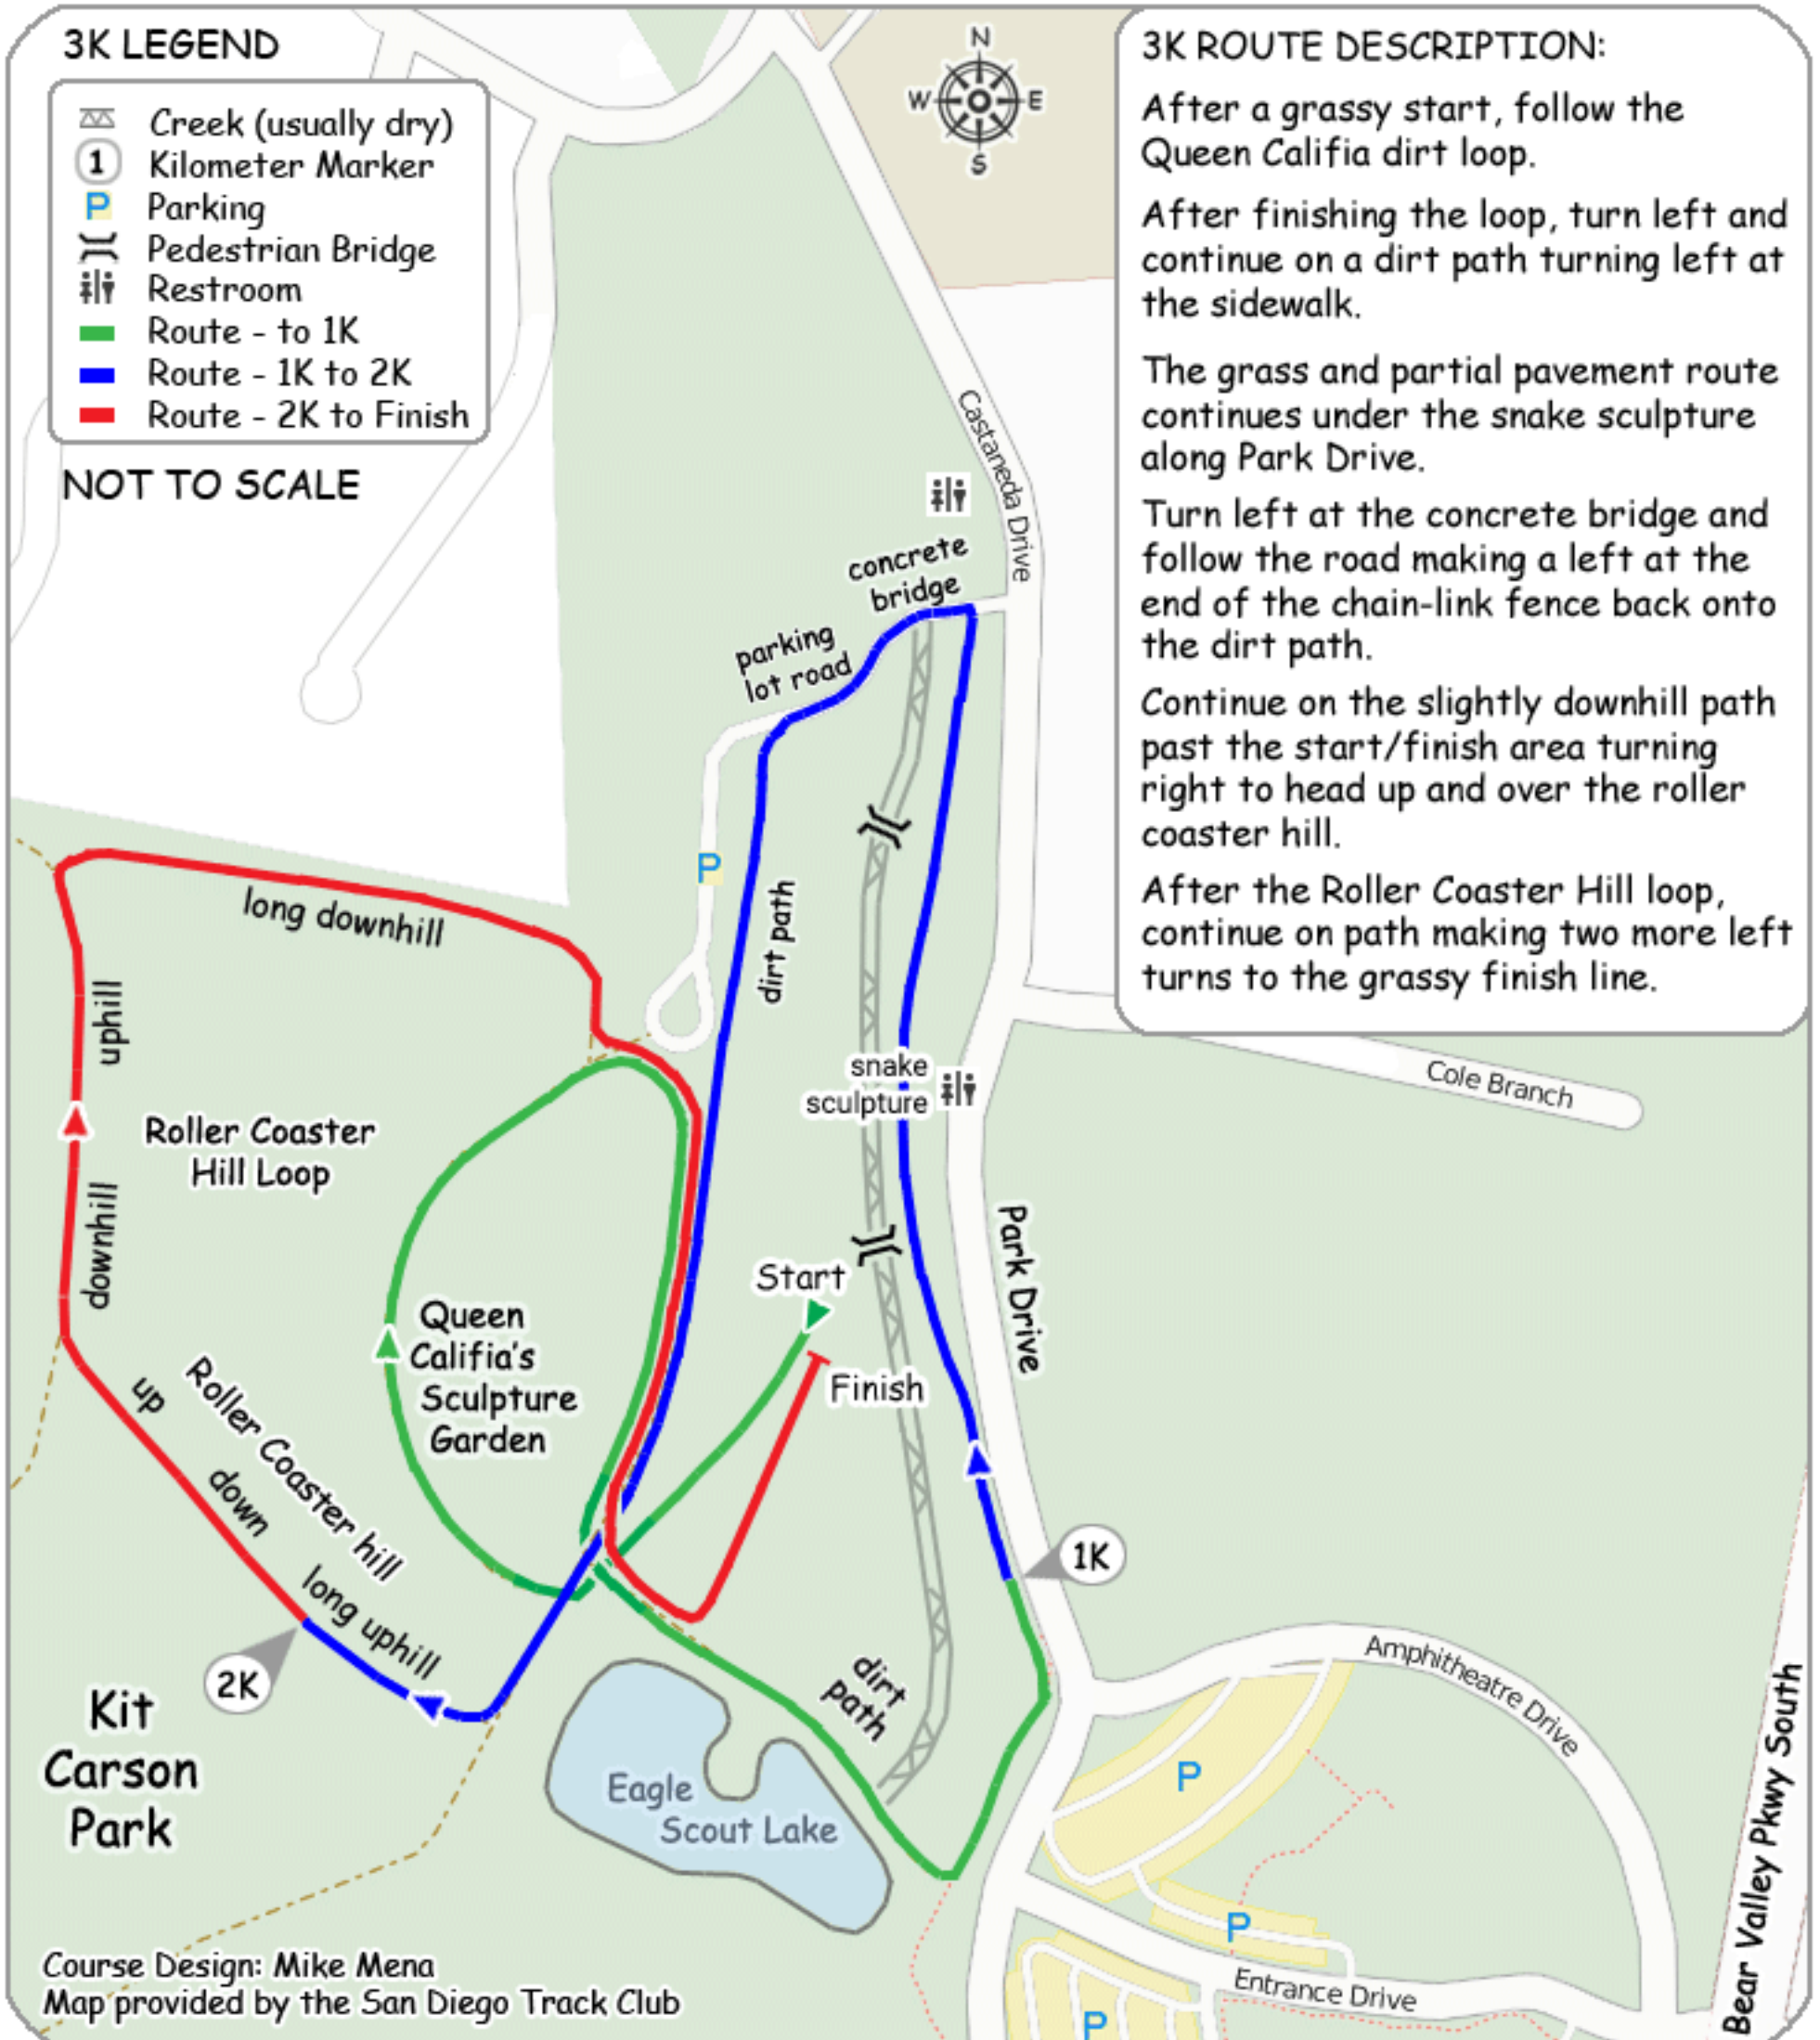 3K LEGEND
Creek (usually dry)
1
Kilometer Marker
P
Parking
Pedestrian Bridge
Restroom
Route - to 1K
Route - 1K to 2K
Route - 2K to Finish
NOT TO SCALE
N
W
E
S
3K ROUTE DESCRIPTION:
After a grassy start, follow the
Queen Califia dirt loop.
After finishing the loop, turn left and
continue on a dirt path turning left at
the sidewalk.
The grass and partial pavement route
continues under the snake sculpture
along Park Drive.
Turn left at the concrete bridge and
follow the road making a left at the
end of the chain-link fence back onto
the dirt path.
Continue on the slightly downhill path
past the start/finish area turning
right to head up and over the roller
coaster hill.
After the Roller Coaster Hill loop,
continue on path making two more left
turns to the grassy finish line.
Castaneda Drive
concrete
bridge
parking
lot road
P
dirt path
long downhill
uphill
snake
sculpture
Cole Branch
Roller Coaster
Hill Loop
downhill
Park Drive
Start
Finish
Queen
Califia's
Sculpture
Garden
up
Roller Coaster hill
down
long uphill
1K
2K
dirt
path
Amphitheatre Drive
Kit
Carson
Park
Eagle
Scout Lake
P
Bear Valley Pkwy South
P
Entrance Drive
P
Course Design: Mike Mena
Map provided by the San Diego Track Club